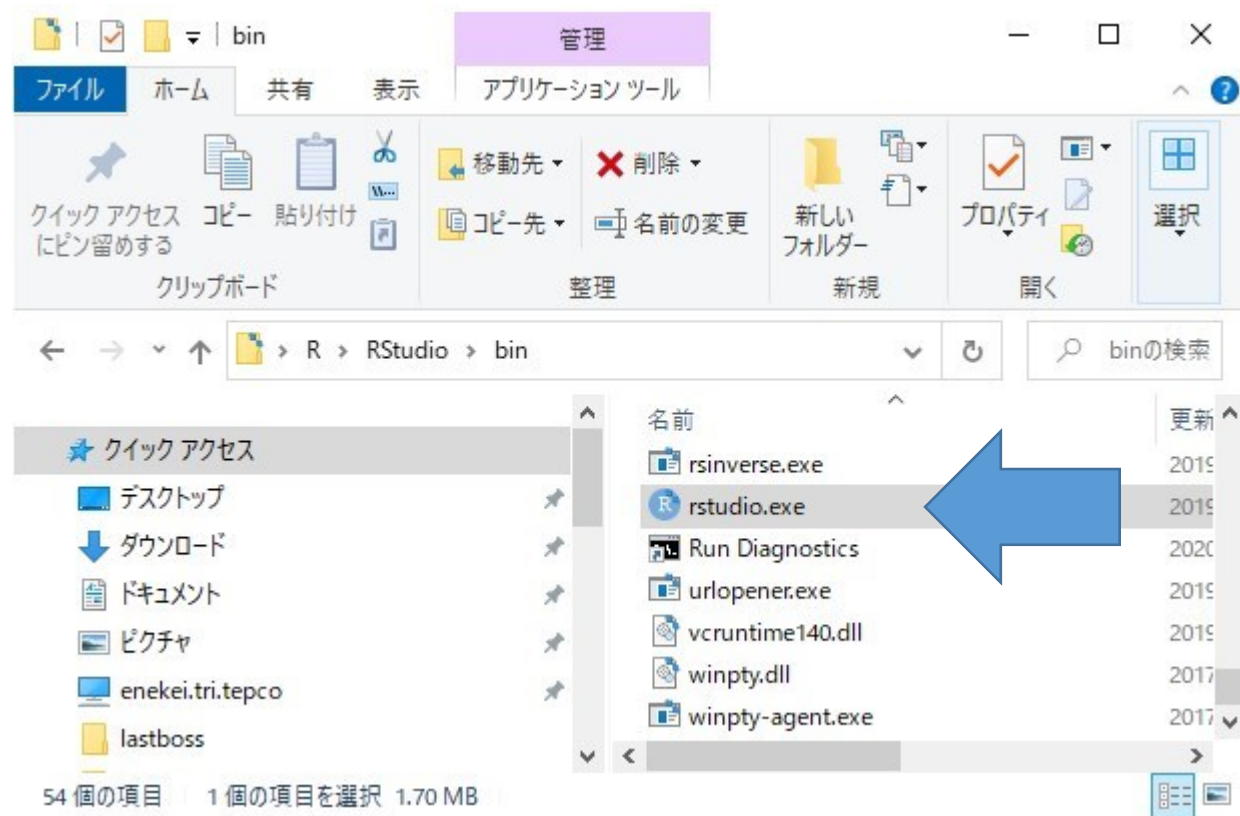 bin
管理
ファイル ホーム 共有 表示 アプリケーション ツール
クイック アクセス
にピン留めする
コピー
貼り付け
移動先
コピー先
削除
名前の変更
新しい
フォルダー
プロパティ
選択
クリップボード 整理 新規 開く
R › RStudio › bin
binの検索
クイック アクセス
デスクトップ
ダウンロード
ドキュメント
ピクチャ
enekei.tri.tepco
lastboss
名前 更新
rsinverse.exe 2019
rstudio.exe 2019
Run Diagnostics 2020
urlopener.exe 2019
vcruntime140.dll 2019
winpty.dll 2017
winpty-agent.exe 2017
54 個の項目 1 個の項目を選択 1.70 MB